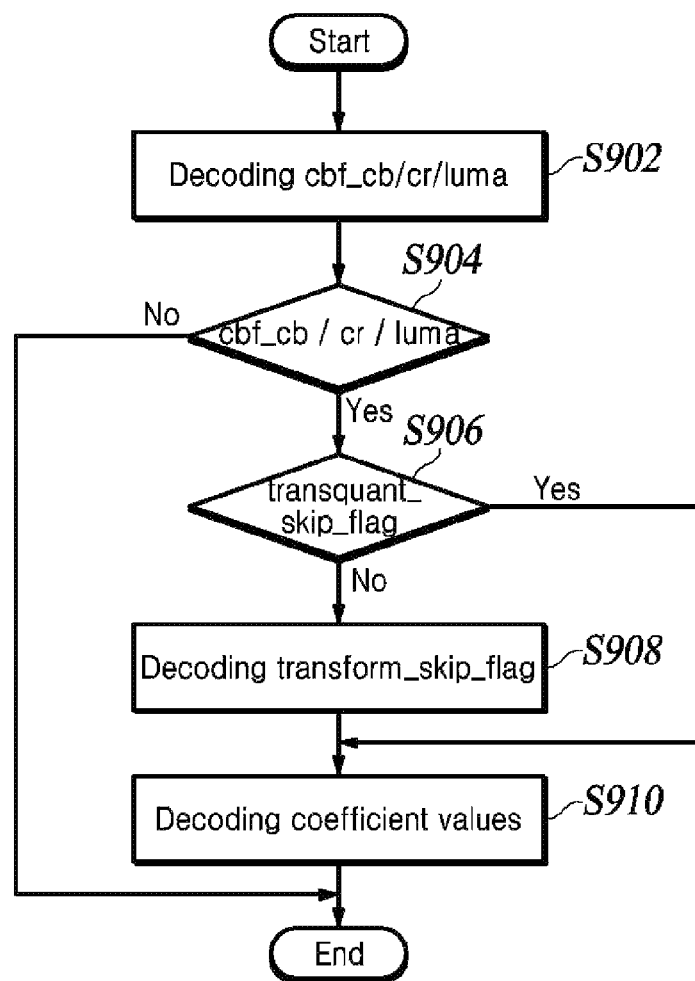 Start
Decoding cbf_cb/cr/luma
S902
S904
No
cbf_cb / cr / luma
Yes
S906
transquant_
skip_flag
Yes
No
Decoding transform_skip_flag
S908
Decoding coefficient values
S910
End